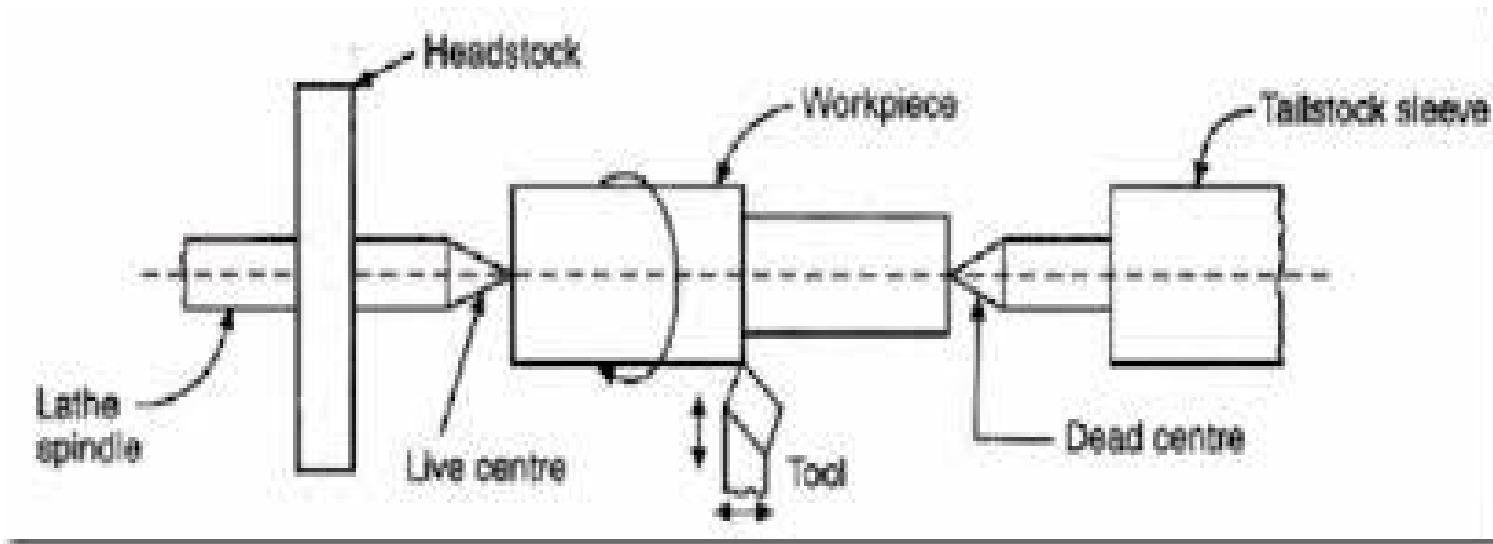 Headstock
Workpiece
Tailstock sleeve
Lathe
spindle
Live centre
Tool
Dead centre